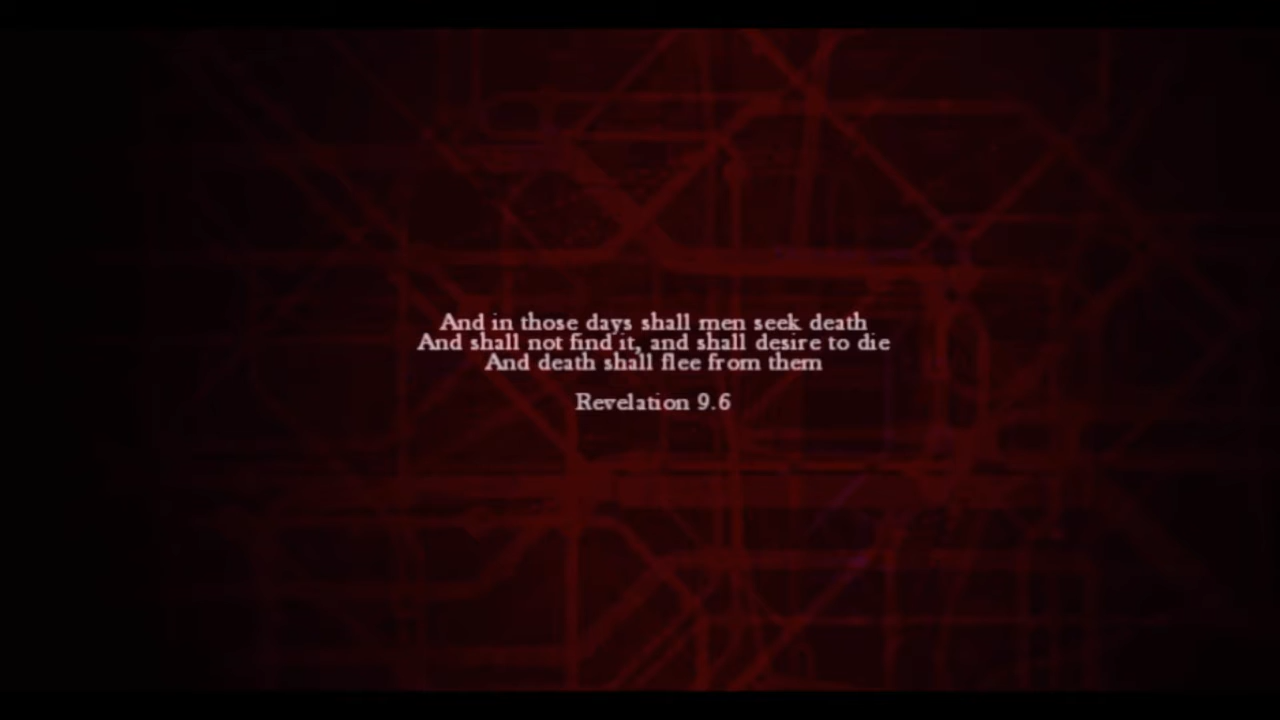 And in those days shall men seek death
And shall not find it, and shall desire to die
And death shall flee from them
Revelation 9.6